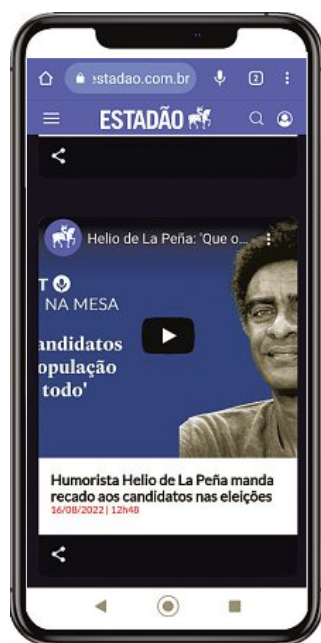 estadao.com.br
2
ESTADÃO
Helio de La Peña: 'Que o...
T
NA MESA
andidatos
opulação
todo'
Humorista Helio de La Peña manda
recado aos candidatos nas eleições
16/08/2022 | 12h48